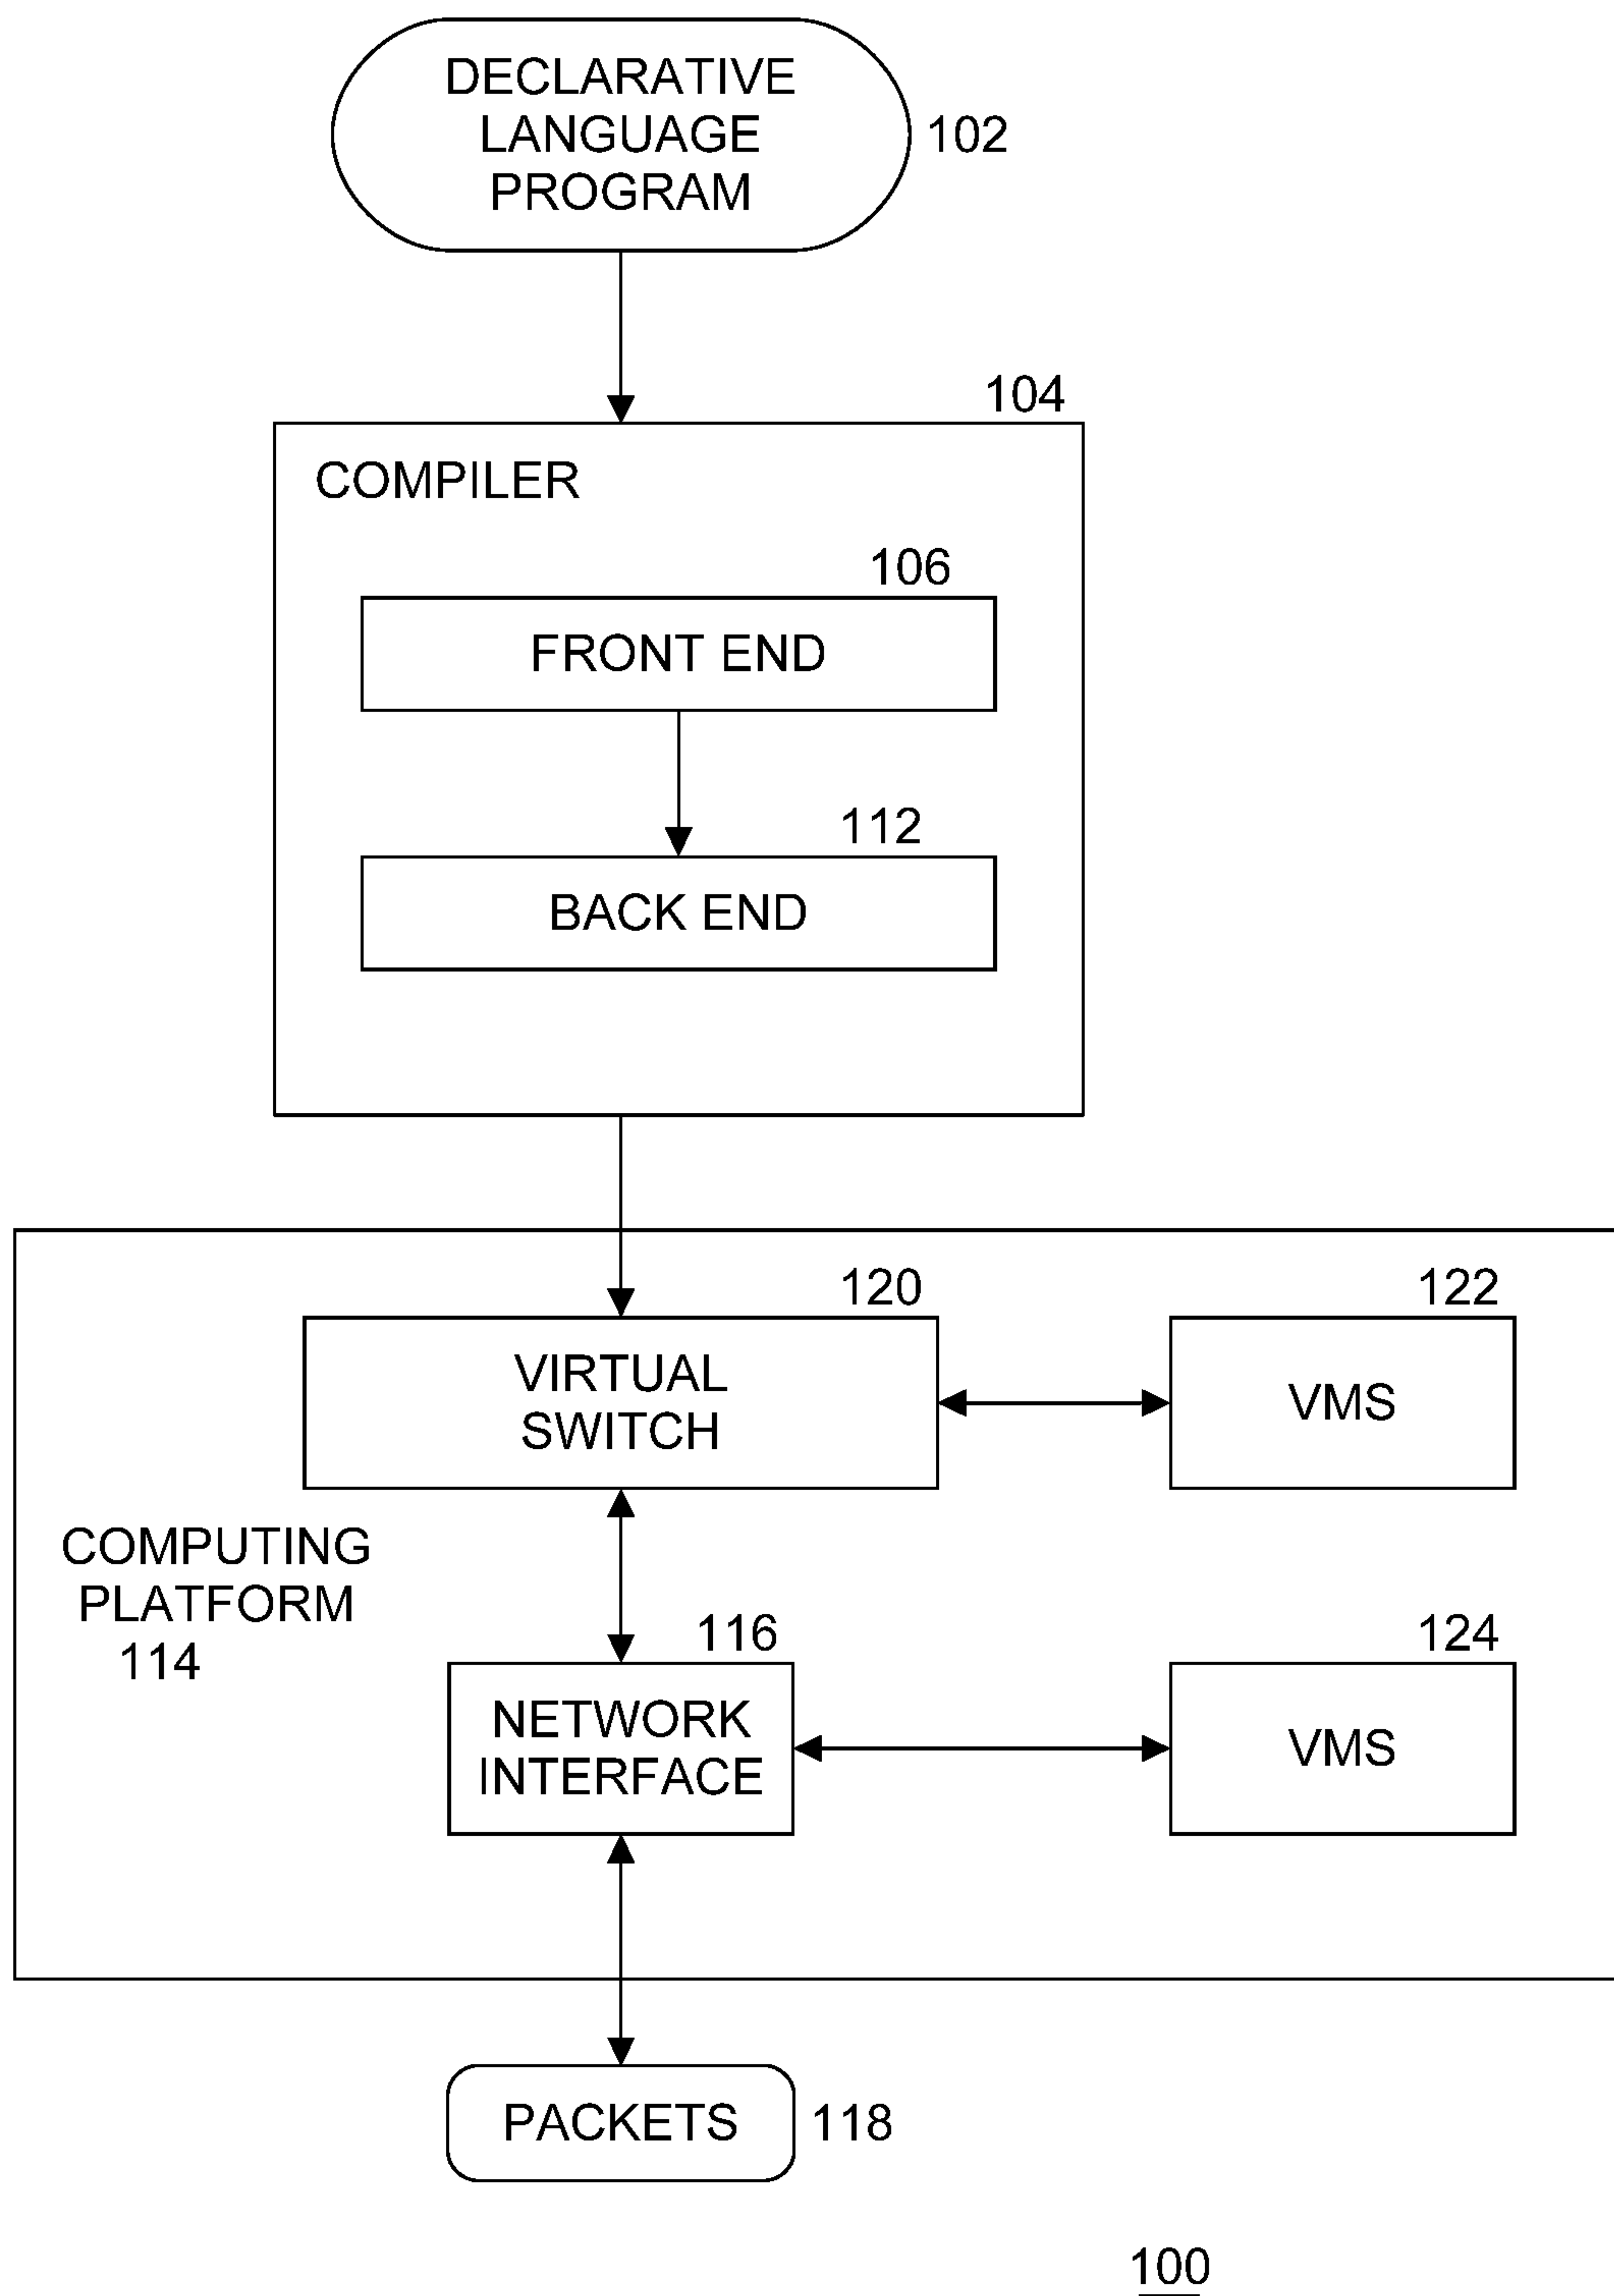 DECLARATIVE
LANGUAGE
PROGRAM
102
104
COMPILER
106
FRONT END
112
BACK END
120
122
VIRTUAL
SWITCH
VMS
COMPUTING
PLATFORM
114
116
124
NETWORK
INTERFACE
VMS
PACKETS
118
100